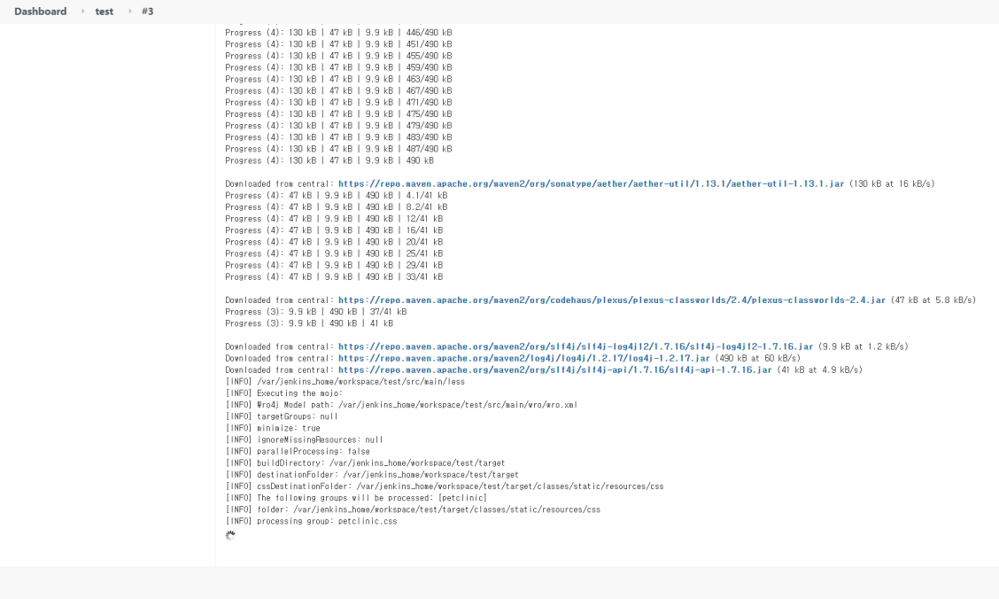 Dashboard test #3
Progress (4): 130 kB | 47 kB | 9.9 kB | 446/490 kB
Progress (4): 130 kB | 47 kB | 9.9 kB | 451/490 kB
Progress (4): 130 kB | 47 kB | 9.9 kB | 455/490 kB
Progress (4): 130 kB | 47 kB | 9.9 kB | 459/490 kB
Progress (4): 130 kB | 47 kB | 9.9 kB | 463/490 kB
Progress (4): 130 kB | 47 kB | 9.9 kB | 467/490 kB
Progress (4): 130 kB | 47 kB | 9.9 kB | 471/490 kB
Progress (4): 130 kB | 47 kB | 9.9 kB | 475/490 kB
Progress (4): 130 kB | 47 kB | 9.9 kB | 479/490 kB
Progress (4): 130 kB | 47 kB | 9.9 kB | 483/490 kB
Progress (4): 130 kB | 47 kB | 9.9 kB | 487/490 kB
Progress (4): 130 kB | 47 kB | 9.9 kB | 490 kB
Downloaded from central: https://repo.maven.apache.org/maven2/org/sonatype/aether/aether-util/1.13.1/aether-util-1.13.1.jar (130 kB at 16 kB/s)
Progress (4): 47 kB | 9.9 kB | 490 kB | 4.1/41 kB
Progress (4): 47 kB | 9.9 kB | 490 kB | 8.2/41 kB
Progress (4): 47 kB | 9.9 kB | 490 kB | 12/41 kB
Progress (4): 47 kB | 9.9 kB | 490 kB | 16/41 kB
Progress (4): 47 kB | 9.9 kB | 490 kB | 20/41 kB
Progress (4): 47 kB | 9.9 kB | 490 kB | 25/41 kB
Progress (4): 47 kB | 9.9 kB | 490 kB | 29/41 kB
Progress (4): 47 kB | 9.9 kB | 490 kB | 33/41 kB
Downloaded from central: https://repo.maven.apache.org/maven2/org/codehaus/plexus/plexus-classworlds/2.4/plexus-classworlds-2.4.jar (47 kB at 5.8 kB/s)
Progress (3): 9.9 kB | 490 kB | 37/41 kB
Progress (3): 9.9 kB | 490 kB | 41 kB
Downloaded from central: https://repo.maven.apache.org/maven2/org/slf4j/slf4j-log4j12/1.7.16/slf4j-log4j12-1.7.16.jar (9.9 kB at 1.2 kB/s)
Downloaded from central: https://repo.maven.apache.org/maven2/log4j/log4j/1.2.17/log4j-1.2.17.jar (490 kB at 60 kB/s)
Downloaded from central: https://repo.maven.apache.org/maven2/org/slf4j/slf4j-api/1.7.16/slf4j-api-1.7.16.jar (41 kB at 4.9 kB/s)
[INFO] /var/jenkins_home/workspace/test/src/main/less
[INFO] Executing the mojo:
[INFO] Wro4j Model path: /var/jenkins_home/workspace/test/src/main/wro/wro.xml
[INFO] targetGroups: null
[INFO] minimize: true
[INFO] ignoreMissingResources: null
[INFO] parallelProcessing: false
[INFO] buildDirectory: /var/jenkins_home/workspace/test/target
[INFO] destinationFolder: /var/jenkins_home/workspace/test/target
[INFO] cssDestinationFolder: /var/jenkins_home/workspace/test/target/classes/static/resources/css
[INFO] The following groups will be processed: [petclinic]
[INFO] folder: /var/jenkins_home/workspace/test/target/classes/static/resources/css
[INFO] processing group: petclinic.css